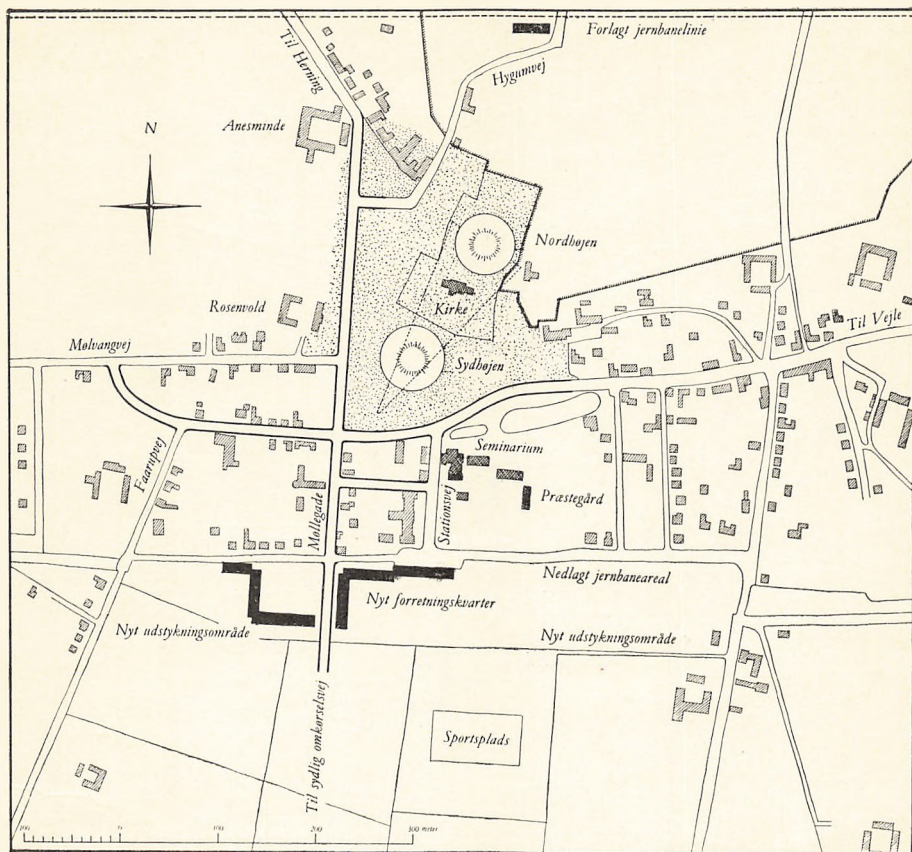 Forlagt jernbanelinie
Til Herning
Hygumvej
N
Anesminde
Nordhøjen
Rosenvold
Kirke
Til Vejle
Mølvangvej
Sydhøjen
Faarupvej
Seminarium
Møllegade
Stationsvej
Præstegård
Nedlagt jernbaneareal
Nyt forretningskvarter
Nyt udstykningsområde
Nyt udstykningsområde
Til sydlig omkørselsvej
Sportsplads
100
100
200
300 meter